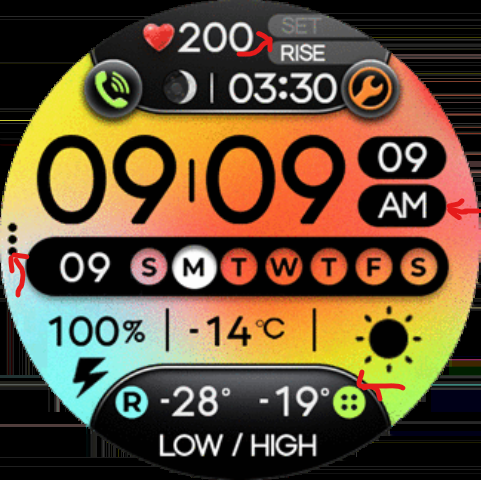 200 SET
RISE
03:30
09 09 09
AM
09 S M T W T F S
100% -14°C
R -28° -19°
LOW / HIGH